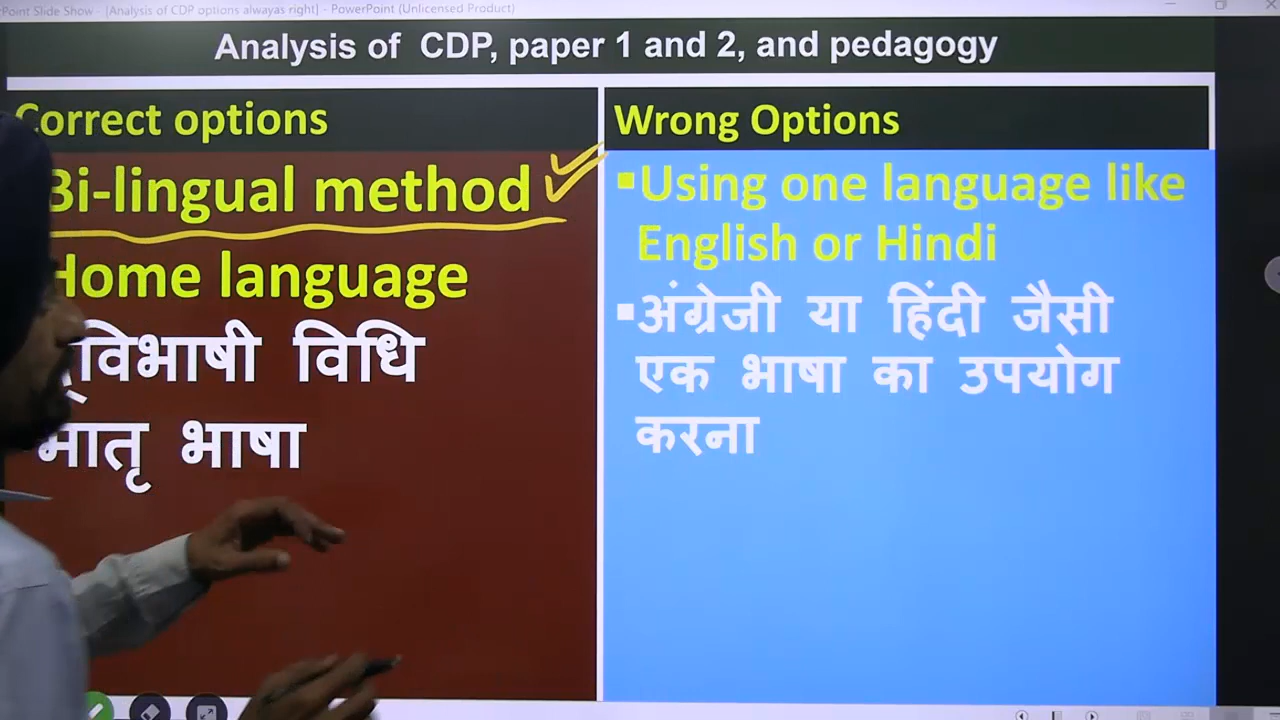 Point Slide Show - [Analysis of CDP options alwayas right] - PowerPoint (Unlicensed Product)
Analysis of CDP, paper 1 and 2, and pedagogy
Correct options
Bi-lingual method
Home language
विभाषी विधि
मातृ भाषा
Wrong Options
▪Using one language like
English or Hindi
▪अंग्रेजी या हिंदी जैसी
एक भाषा का उपयोग
करना